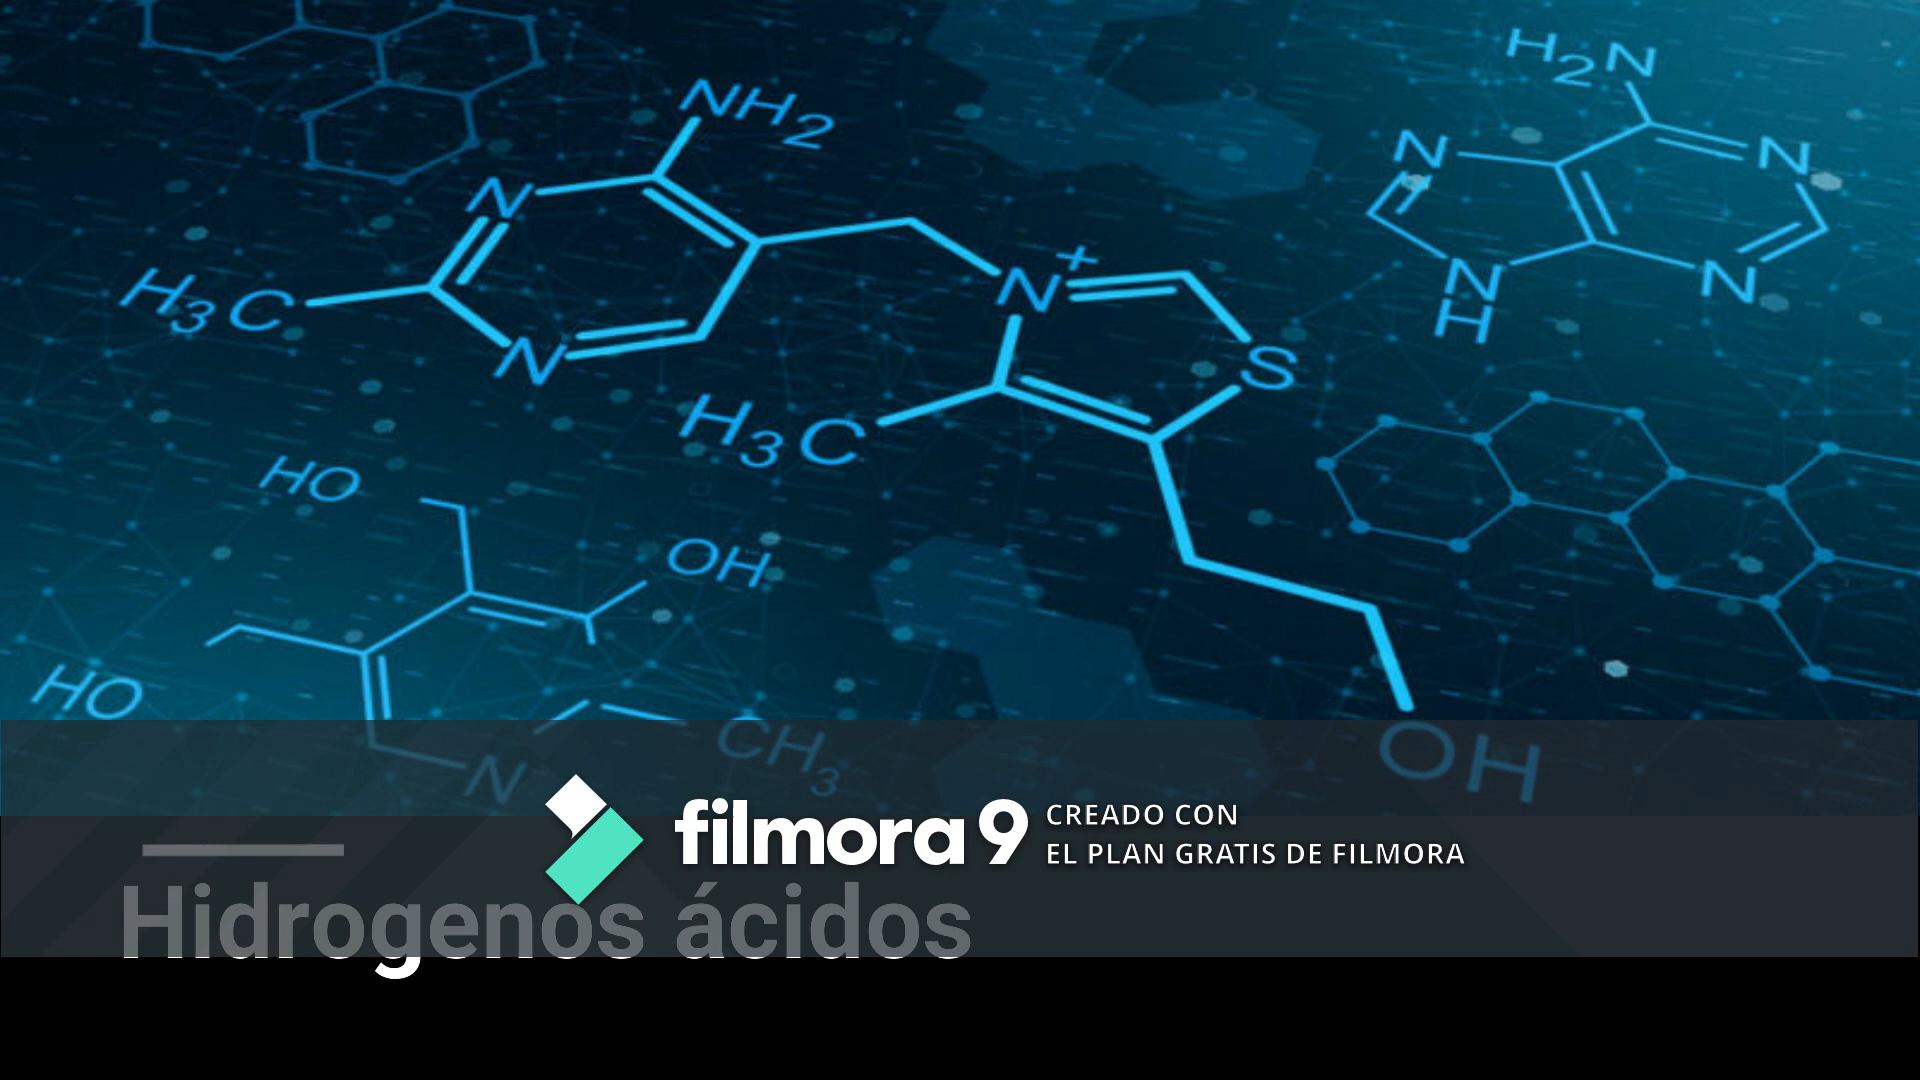 NH2
H2N
N
N
N
N
H
N
N
H3C
N+
S
H3C
HO
OH
HO
N
CH3
OH
filmora9
CREADO CON
EL PLAN GRATIS DE FILMORA
Hidrogenos ácidos